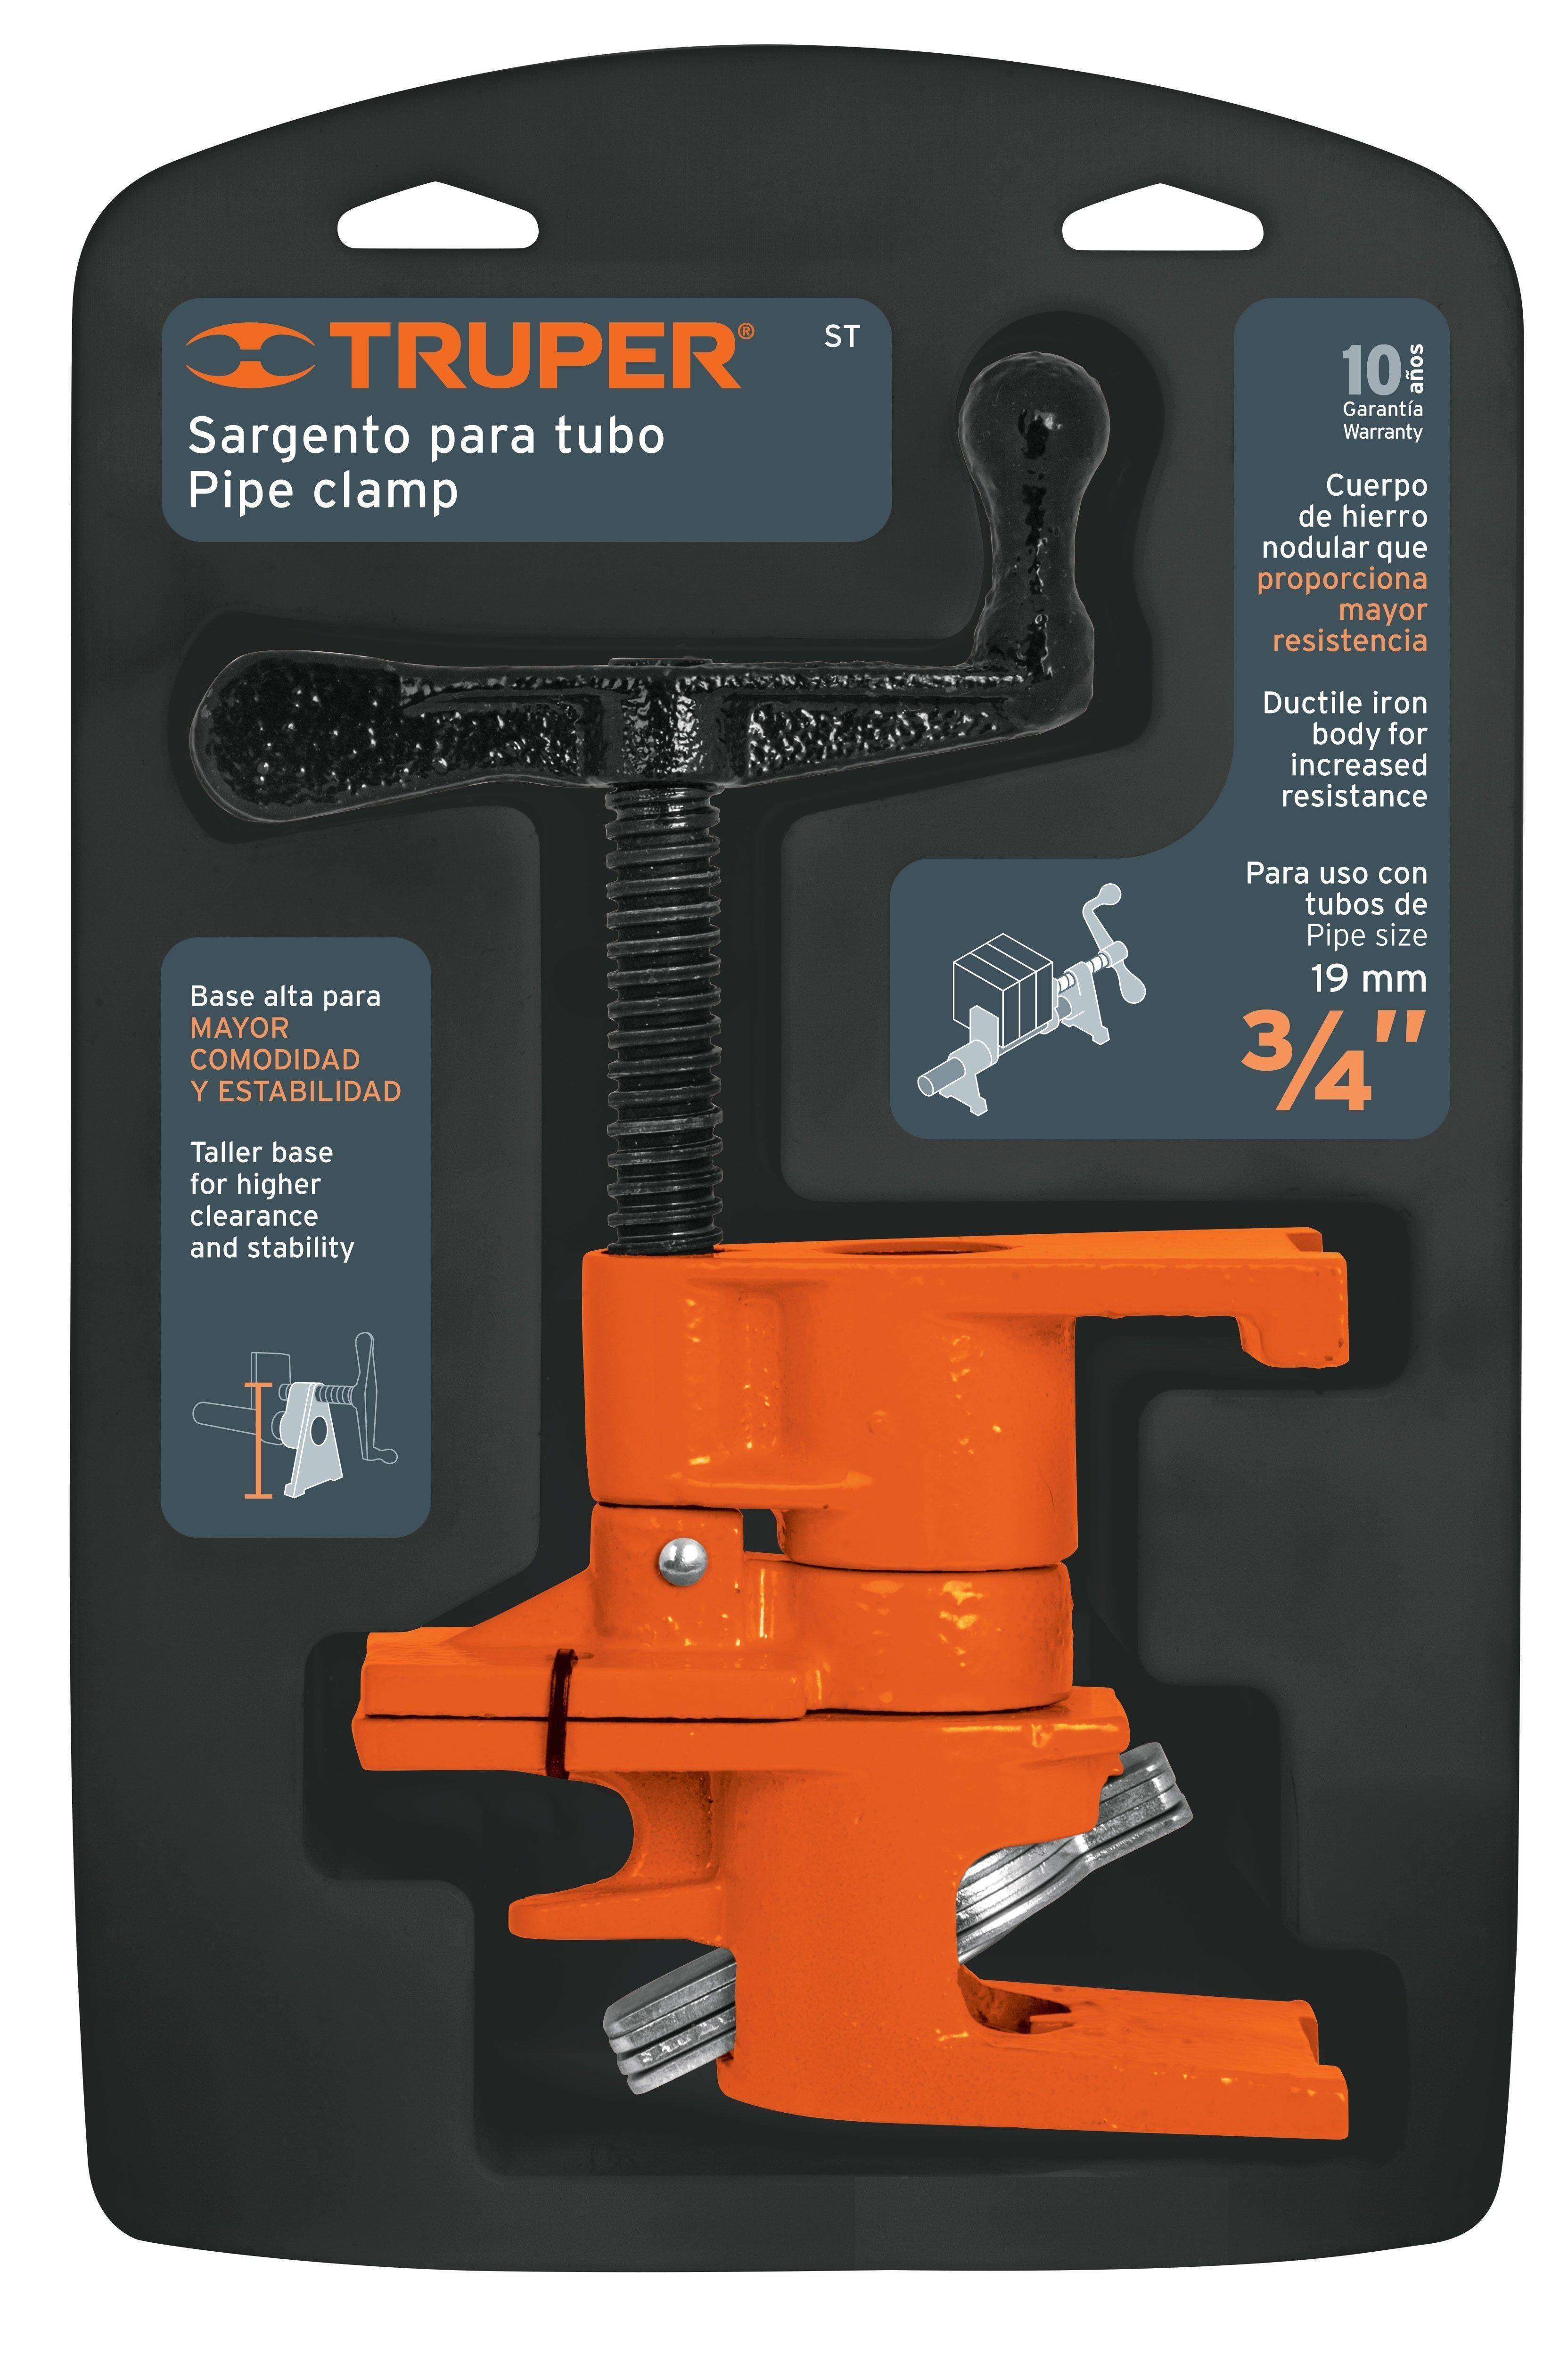 TRUPER®
ST
Sargento para tubo
Pipe clamp
10 años
Garantía
Warranty
Cuerpo
de hierro
nodular que
proporciona
mayor
resistencia
Ductile iron
body for
increased
resistance
Para uso con
tubos de
Pipe size
19 mm
3/4"
Base alta para
MAYOR
COMODIDAD
Y ESTABILIDAD
Taller base
for higher
clearance
and stability